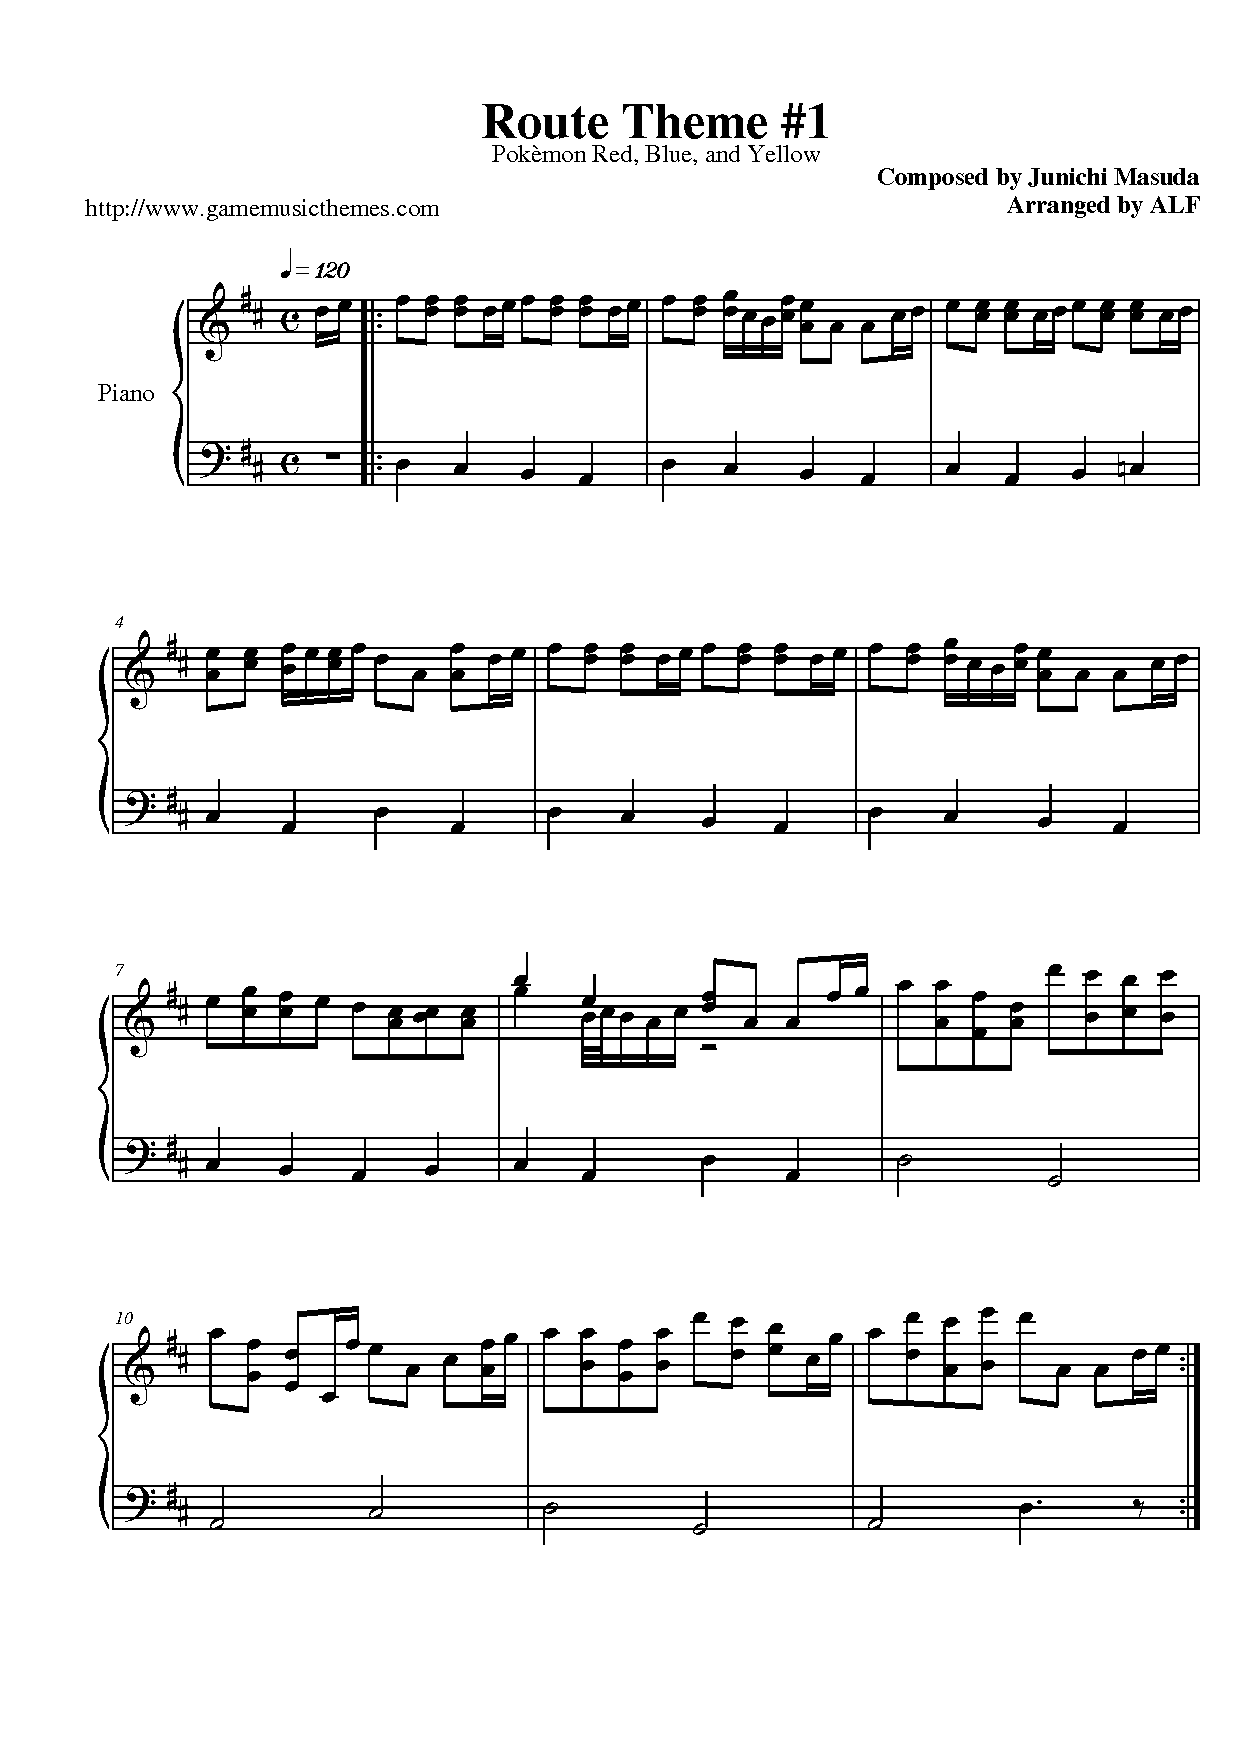 Route Theme #1
Pokèmon Red, Blue, and Yellow
Composed by Junichi Masuda
http://www.gamemusicthemes.com
Arranged by ALF
= 120
Piano
4
7
10